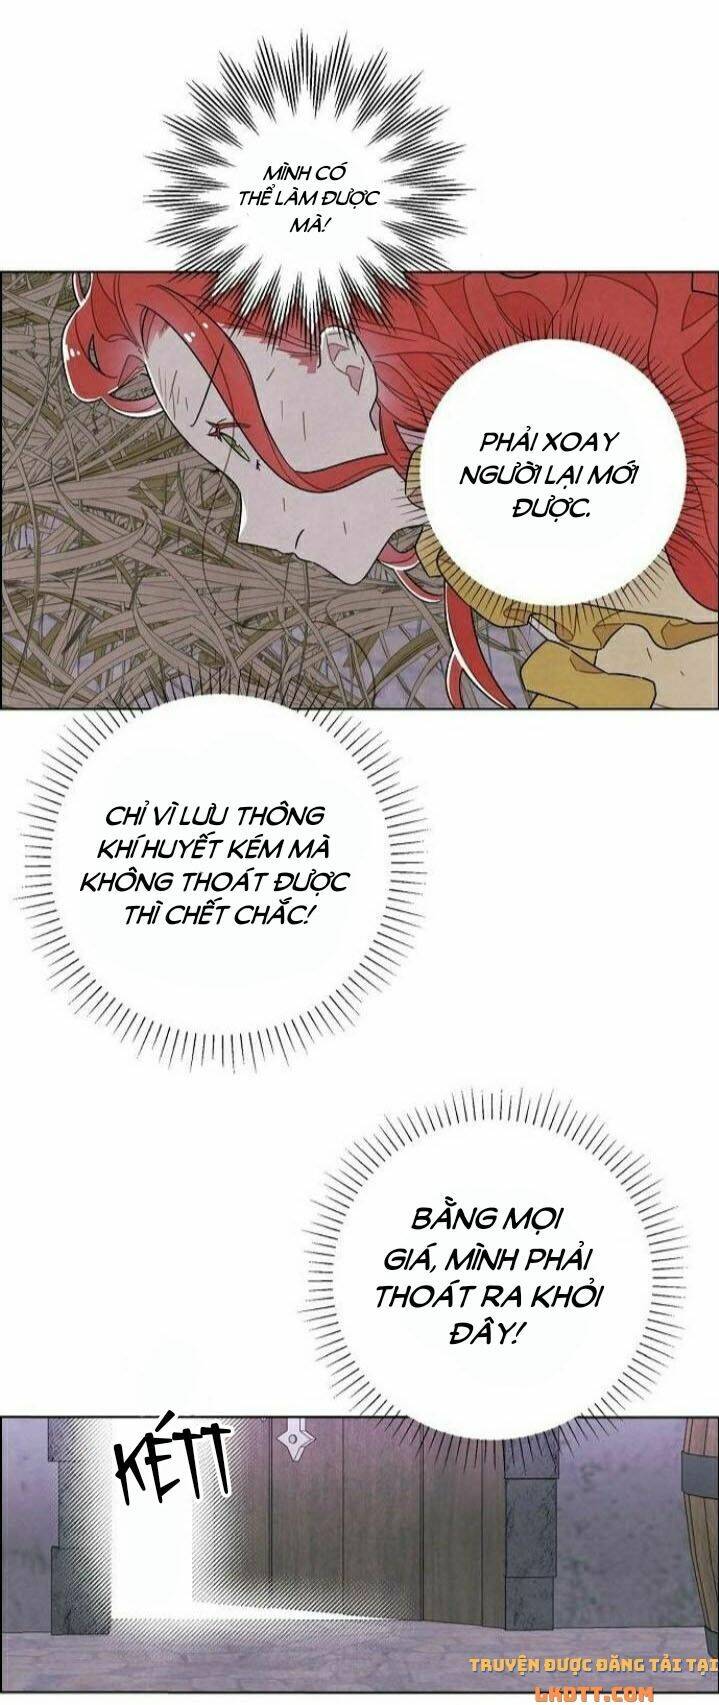 MÌNH CÓ
THỂ LÀM ĐƯỢC
MÀ!
PHẢI XOAY
NGƯỜI LẠI MỚI
ĐƯỢC.
CHỈ VÌ LƯU THÔNG
KHÍ HUYẾT KÉM MÀ
KHÔNG THOÁT ĐƯỢC
THÌ CHẾT CHẮC!
BẰNG MỌI
GIÁ, MÌNH PHẢI
THOÁT RA KHỎI
ĐÂY!
KÉTT
TRUYỆN ĐƯỢC ĐĂNG TẢI TẠI
LHDTT.COM